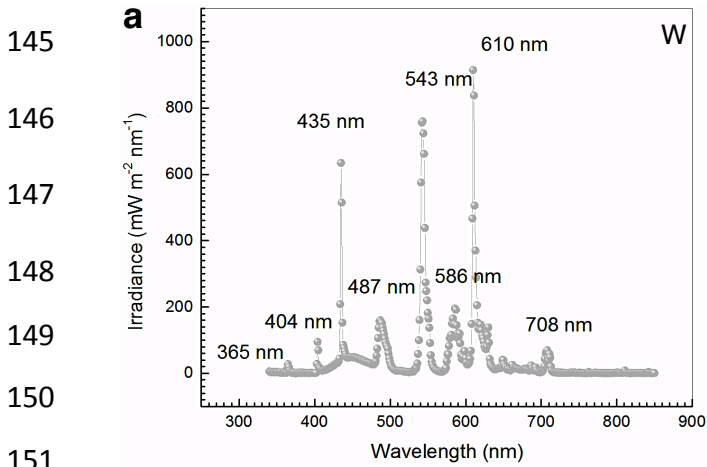 145
146
147
148
149
150
151
a
W
610 nm
543 nm
435 nm
487 nm
586 nm
404 nm
365 nm
708 nm
1000
800
600
400
200
0
Irradiance (mW m⁻² nm⁻¹)
300 400 500 600 700 800 900
Wavelength (nm)